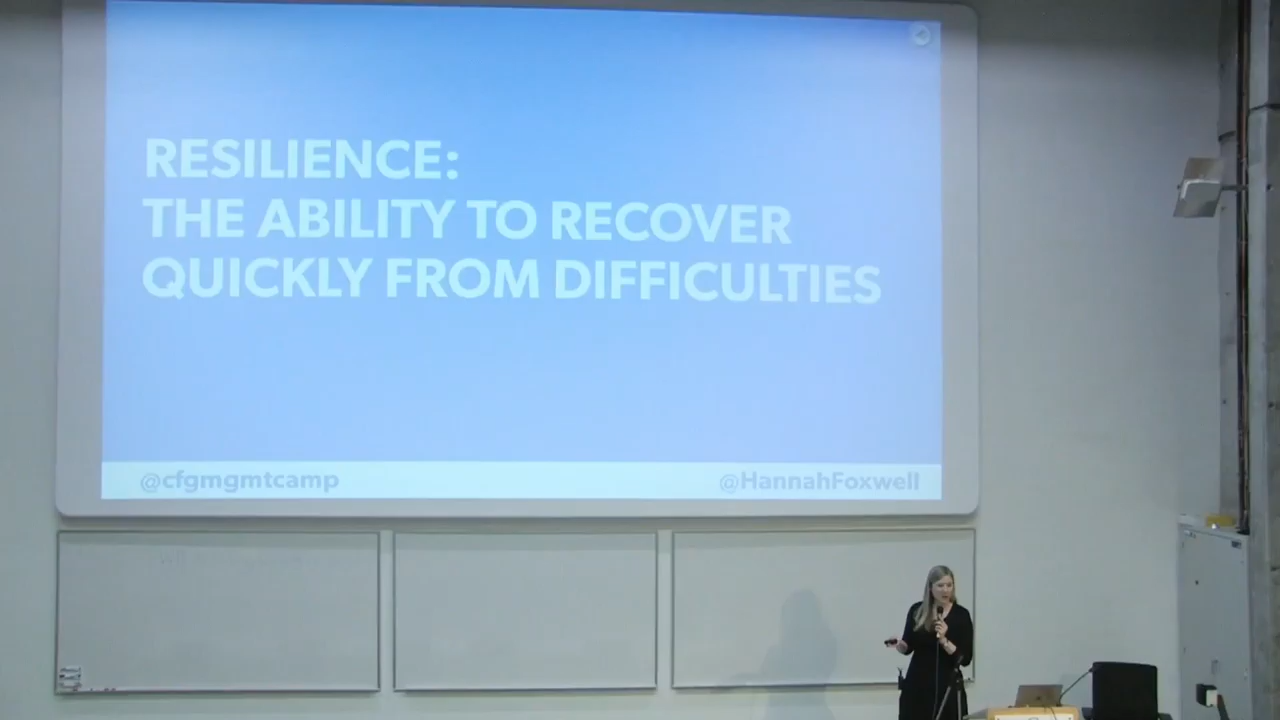 RESILIENCE:
THE ABILITY TO RECOVER
QUICKLY FROM DIFFICULTIES
@cfgmgmtcamp
@HannahFoxwell